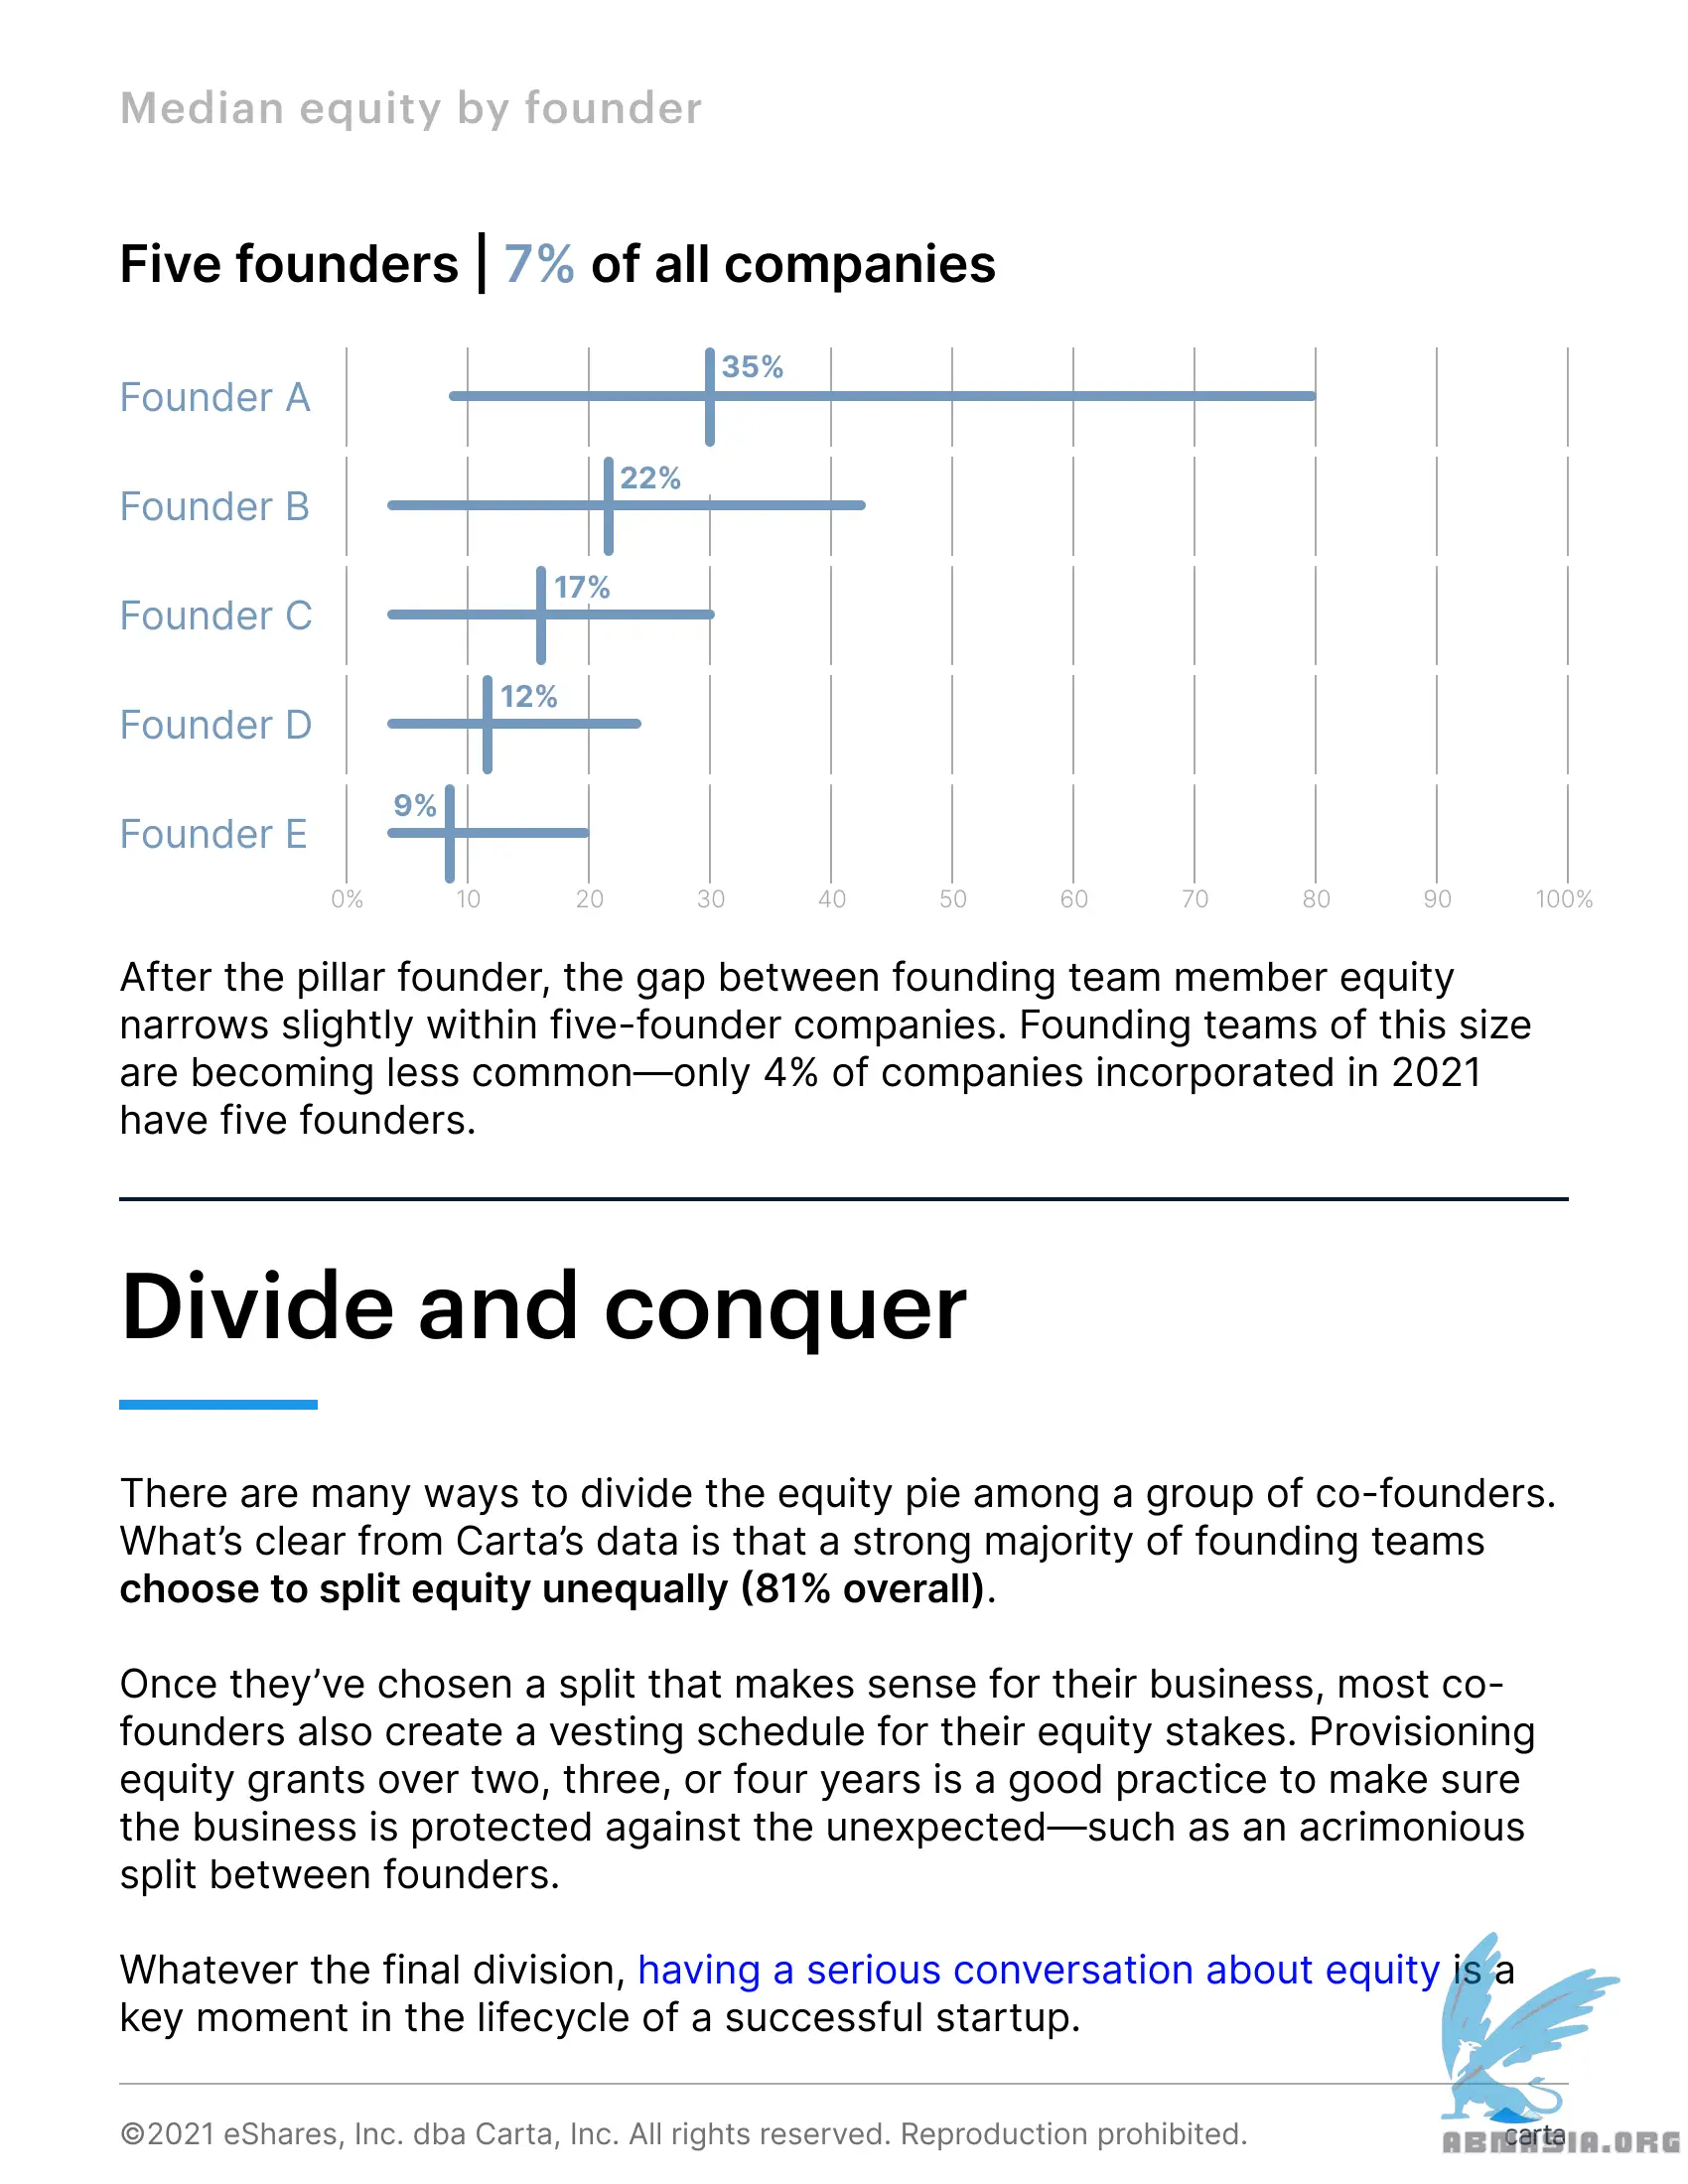 Median equity by founder
Five founders | 7% of all companies
Founder A
35%
Founder B
22%
Founder C
17%
Founder D
12%
Founder E
9%
0% 10 20 30 40 50 60 70 80 90 100%
After the pillar founder, the gap between founding team member equity
narrows slightly within five-founder companies. Founding teams of this size
are becoming less common—only 4% of companies incorporated in 2021
have five founders.
Divide and conquer
There are many ways to divide the equity pie among a group of co-founders.
What’s clear from Carta’s data is that a strong majority of founding teams
choose to split equity unequally (81% overall).
Once they’ve chosen a split that makes sense for their business, most co-
founders also create a vesting schedule for their equity stakes. Provisioning
equity grants over two, three, or four years is a good practice to make sure
the business is protected against the unexpected—such as an acrimonious
split between founders.
Whatever the final division, having a serious conversation about equity is a
key moment in the lifecycle of a successful startup.
©2021 eShares, Inc. dba Carta, Inc. All rights reserved. Reproduction prohibited.
carta
ABMASIA.ORG